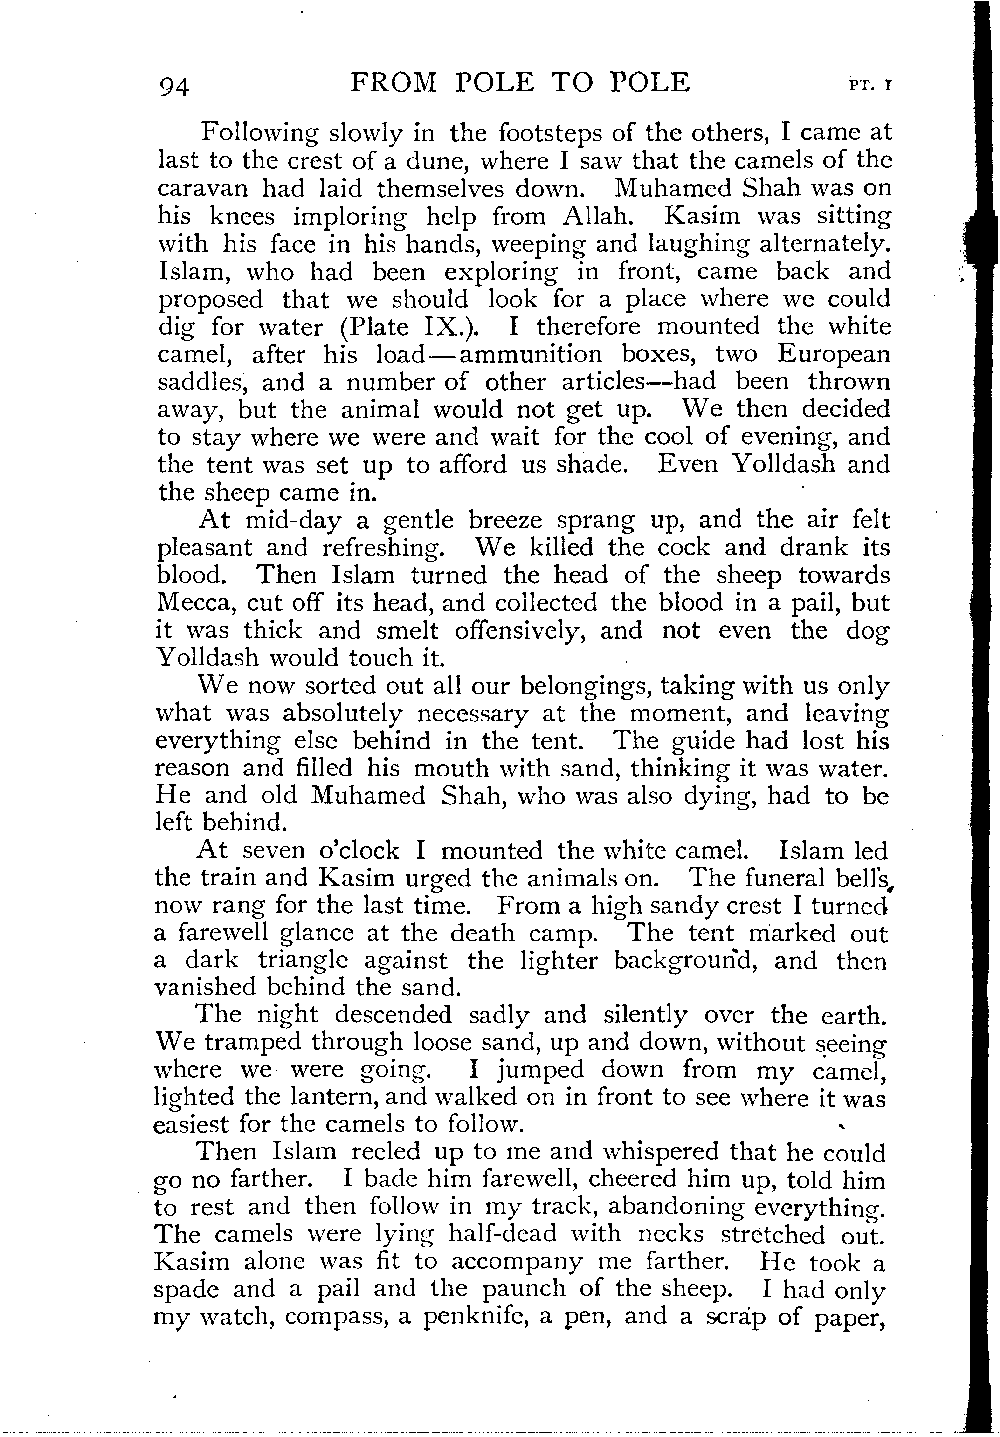 94 FROM POLE TO POLE PT. I
Following slowly in the footsteps of the others, I came at
last to the crest of a dune, where I saw that the camels of the
caravan had laid themselves down. Muhamed Shah was on
his knees imploring help from Allah. Kasim was sitting
with his face in his hands, weeping and laughing alternately.
Islam, who had been exploring in front, came back and
proposed that we should look for a place where we could
dig for water (Plate IX.). I therefore mounted the white
camel, after his load—ammunition boxes, two European
saddles, and a number of other articles—had been thrown
away, but the animal would not get up. We then decided
to stay where we were and wait for the cool of evening, and
the tent was set up to afford us shade. Even Yolldash and
the sheep came in.
At mid-day a gentle breeze sprang up, and the air felt
pleasant and refreshing. We killed the cock and drank its
blood. Then Islam turned the head of the sheep towards
Mecca, cut off its head, and collected the blood in a pail, but
it was thick and smelt offensively, and not even the dog
Yolldash would touch it.
We now sorted out all our belongings, taking with us only
what was absolutely necessary at the moment, and leaving
everything else behind in the tent. The guide had lost his
reason and filled his mouth with sand, thinking it was water.
He and old Muhamed Shah, who was also dying, had to be
left behind.
At seven o'clock I mounted the white camel. Islam led
the train and Kasim urged the animals on. The funeral bells
now rang for the last time. From a high sandy crest I turned
a farewell glance at the death camp. The tent marked out
a dark triangle against the lighter background, and then
vanished behind the sand.
The night descended sadly and silently over the earth.
We tramped through loose sand, up and down, without seeing
where we were going. I jumped down from my camel,
lighted the lantern, and walked on in front to see where it was
easiest for the camels to follow.
Then Islam reeled up to me and whispered that he could
go no farther. I bade him farewell, cheered him up, told him
to rest and then follow in my track, abandoning everything.
The camels were lying half-dead with necks stretched out.
Kasim alone was fit to accompany me farther. He took a
spade and a pail and the paunch of the sheep. I had only
my watch, compass, a penknife, a pen, and a scrap of paper,